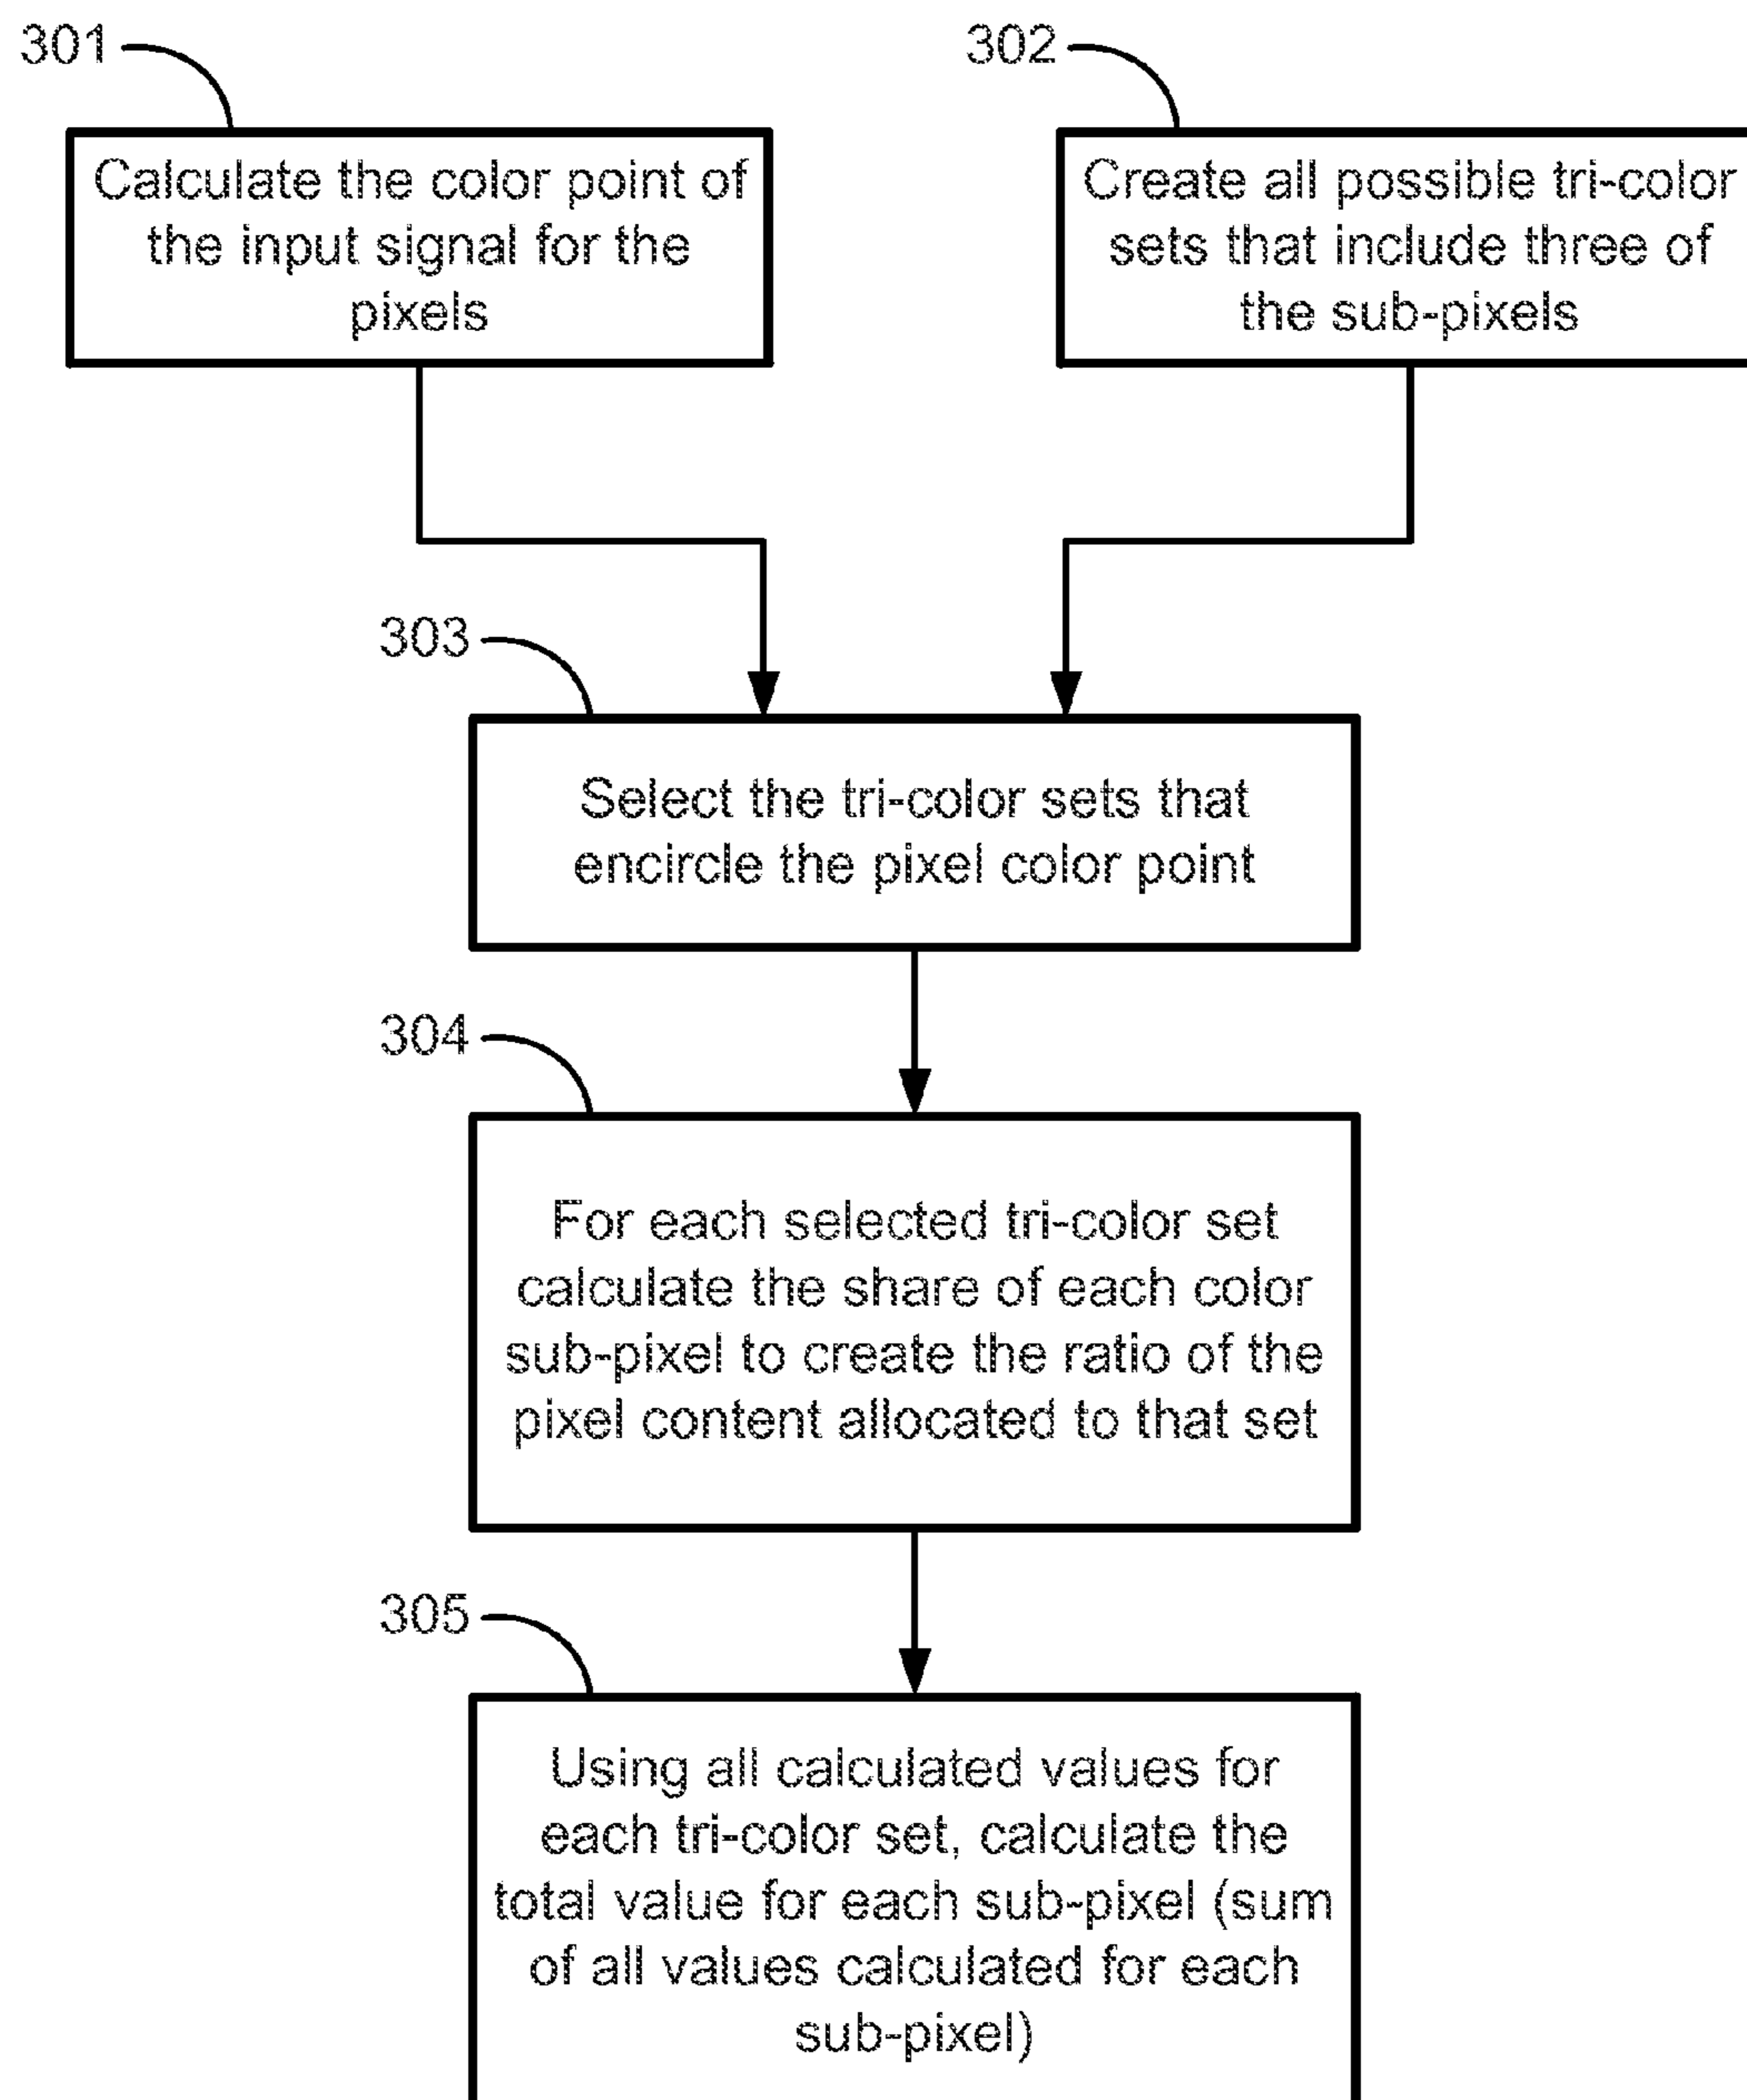 301
Calculate the color point of
the input signal for the
pixels
302
Create all possible tri-color
sets that include three of
the sub-pixels
303
Select the tri-color sets that
encircle the pixel color point
304
For each selected tri-color set
calculate the share of each color
sub-pixel to create the ratio of the
pixel content allocated to that set
305
Using all calculated values for
each tri-color set, calculate the
total value for each sub-pixel (sum
of all values calculated for each
sub-pixel)